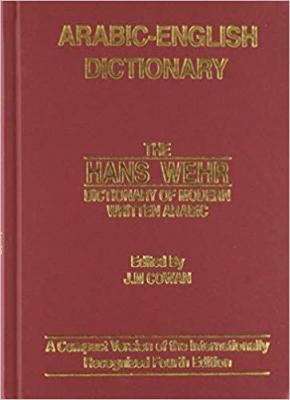 ARABIC-ENGLISH
DICTIONARY
THE
HANS WEHR
DICTIONARY OF MODERN
WRITTEN ARABIC
Edited By
J.M COWAN
A Compact Version of the Internationally
Recognised Fourth Edition